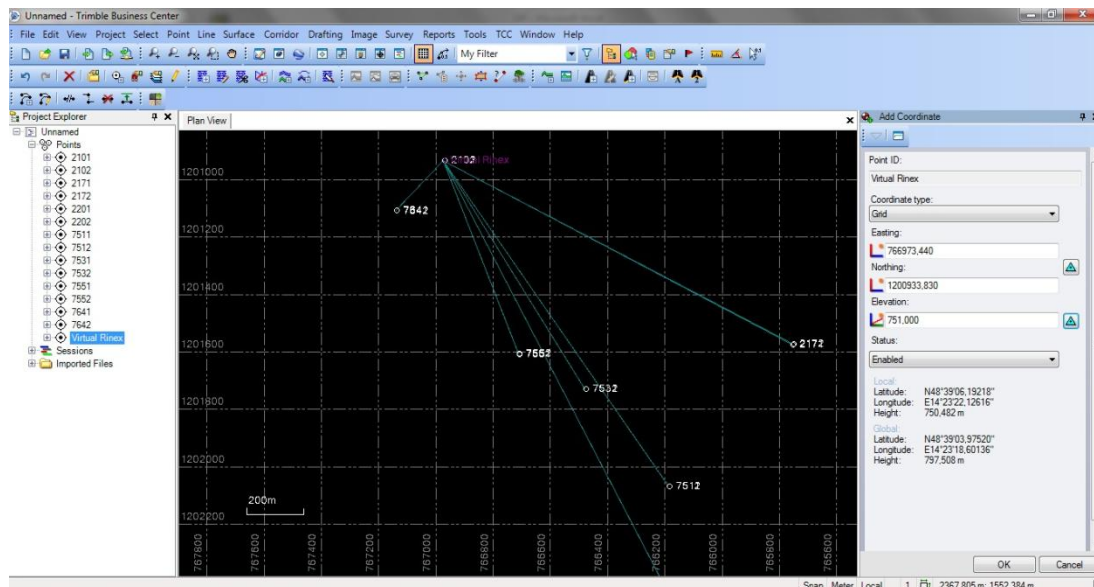 Unnamed - Trimble Business Center
File Edit View Project Select Point Line Surface Corridor Drafting Image Survey Reports Tools TCC Window Help
My Filter
Project Explorer
Unnamed
Points
2101
2102
2171
2172
2201
2202
7511
7512
7531
7532
7551
7552
7641
7642
Virtual Rinex
Sessions
Imported Files
Plan View
1201000
1201200
1201400
1201600
1201800
1202000
1202200
Rinex
200m
767800
767600
767400
767200
767000
766800
766600
766400
766200
766000
765800
765600
Add Coordinate
Point ID:
Virtual Rinex
Coordinate type:
Grid
Easting:
766973,440
Northing:
1200933,830
Elevation:
751,000
Status:
Enabled
Local:
Latitude: N48°39'06,19218"
Longitude: E14°23'22,12616"
Height: 750,482 m
Global:
Latitude: N48°39'03,97520"
Longitude: E14°23'18,60136"
Height: 797,508 m
OK Cancel
Snap Meter Local 1 2367,805 m; 1552,384 m